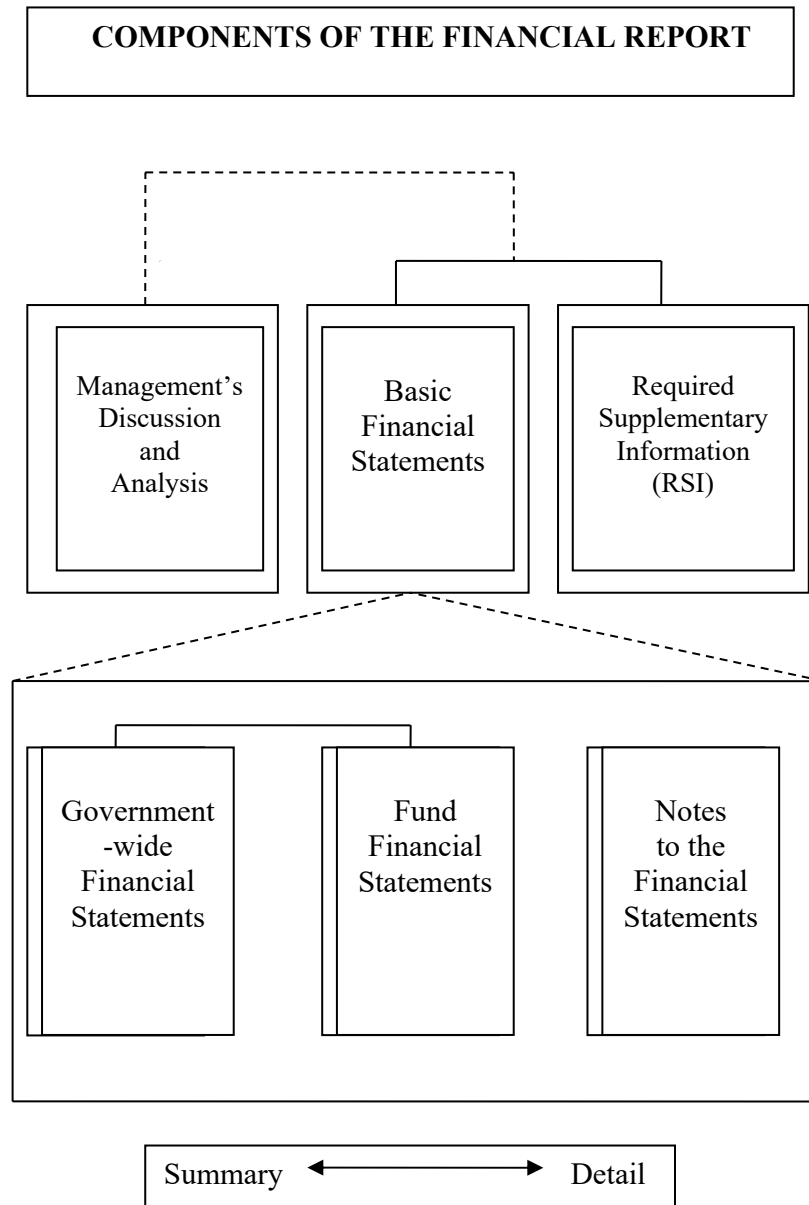 COMPONENTS OF THE FINANCIAL REPORT
Management’s
Discussion
and
Analysis
Basic
Financial
Statements
Required
Supplementary
Information
(RSI)
Government
-wide
Financial
Statements
Fund
Financial
Statements
Notes
to the
Financial
Statements
Summary Detail